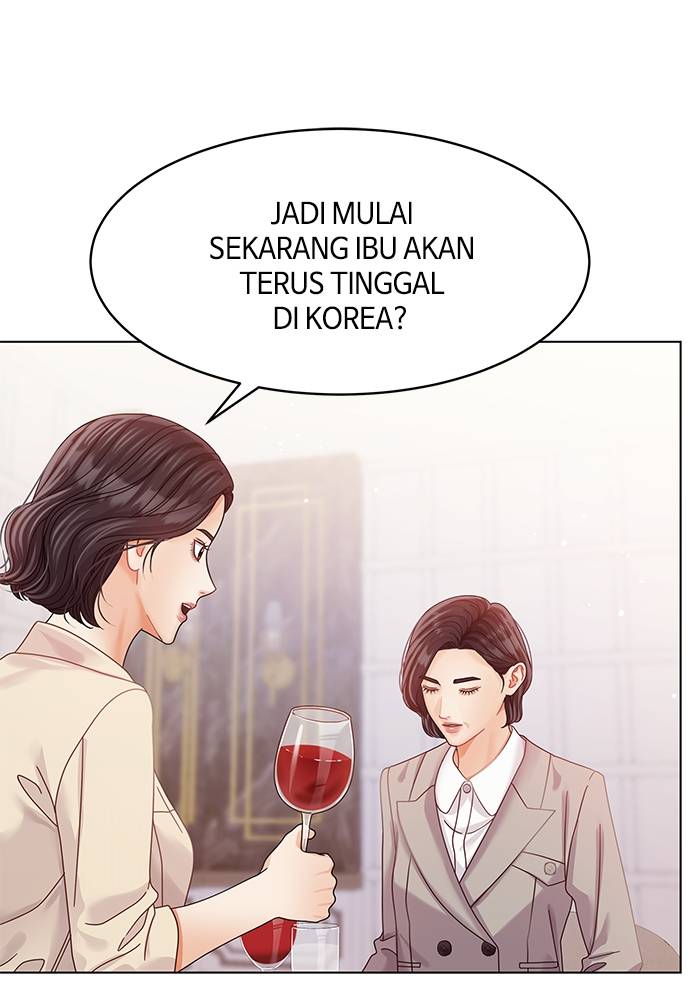 JADI MULAI
SEKARANG IBU AKAN
TERUS TINGGAL
DI KOREA?